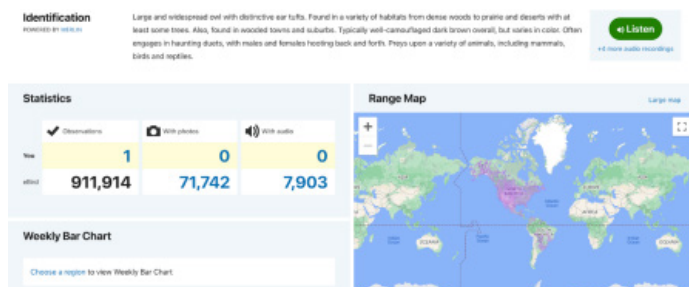 Identification
POWERED BY MERLIN
Large and widespread owl with distinctive ear tufts. Found in a variety of habitats from dense woods to prairie and deserts with at
least some trees. Also, found in wooded towns and suburbs. Typically well-camouflaged dark brown overall, but varies in color. Often
engages in haunting duets, with males and females hooting back and forth. Preys upon a variety of animals, including mammals,
birds and reptiles.
Listen
+4 more audio recordings
Statistics
Observations
With photos
With audio
You
1
0
0
eBird
911,914
71,742
7,903
Weekly Bar Chart
Choose a region to view Weekly Bar Chart
Range Map
Large map
+
−
OCEANIA
OCEANIA